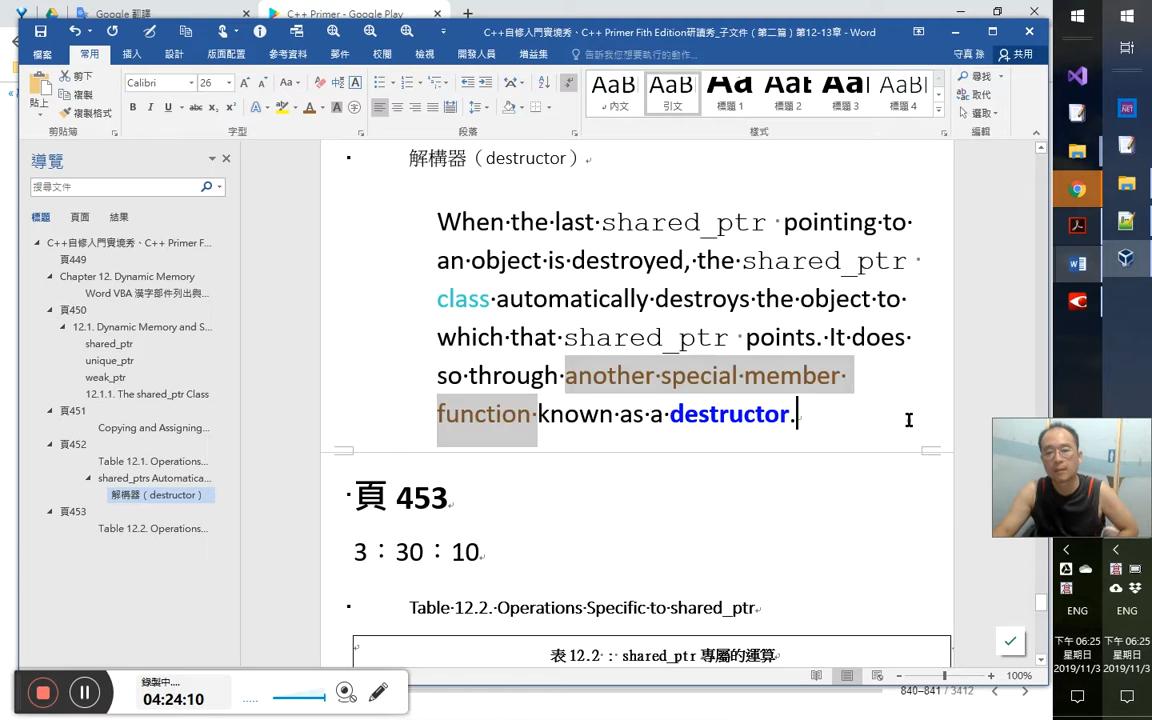 Google 翻譯
C++ Primer - Google Play
C++自修入門實境秀、C++ Primer Fith Edition研讀秀_子文件（第二篇）第12-13章 - Word
檔案 常用 插入 設計 版面配置 參考資料 郵件 校閱 檢視 開發人員 增益集 告訴我您想要執行的動作... 守真 孫 共用
貼上
剪下
複製
複製格式
剪貼簿
Calibri 26
字型
段落
AaB 內文
AaB 引文
Aa 標題 1
Aat 標題 2
Aal 標題 3
AaBl 標題 4
樣式
尋找
取代
選取
編輯
導覽
搜尋文件
標題 頁面 結果
C++自修入門實境秀、C++ Primer F...
頁449
Chapter 12. Dynamic Memory
Word VBA 漢字部件列出與...
頁450
12.1. Dynamic Memory and S...
shared_ptr
unique_ptr
weak_ptr
12.1.1. The shared_ptr Class
頁451
Copying and Assigning...
頁452
Table 12.1. Operations...
shared_ptrs Automatica...
解構器（destructor）
頁453
Table 12.2. Operations...
解構器（destructor）
When the last shared_ptr pointing to
an object is destroyed, the shared_ptr
class automatically destroys the object to
which that shared_ptr points. It does
so through another special member
function known as a destructor.
頁 453
3：30：10
Table 12.2. Operations Specific to shared_ptr
表 12.2：shared_ptr 專屬的運算
錄製中....
04:24:10
100%
840–841 / 3412
ENG
ENG
下午 06:25
下午 06:25
星期日
星期日
2019/11/3
2019/11/3